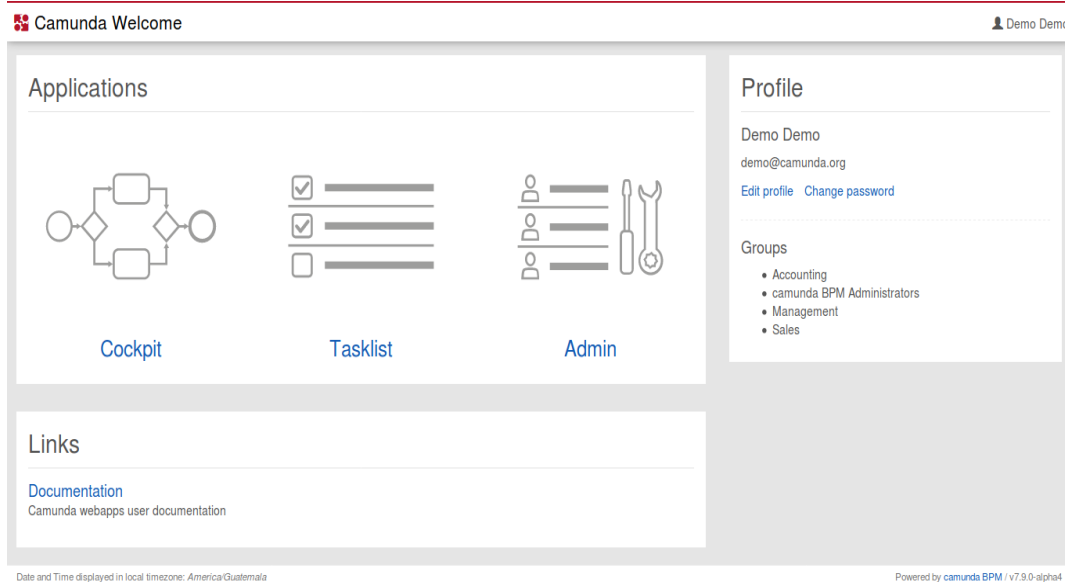 Camunda Welcome
Demo Demo
Applications
Cockpit
Tasklist
Admin
Profile
Demo Demo
demo@camunda.org
Edit profile Change password
Groups
Accounting
camunda BPM Administrators
Management
Sales
Links
Documentation
Camunda webapps user documentation
Date and Time displayed in local timezone: America/Guatemala
Powered by camunda BPM / v7.9.0-alpha4